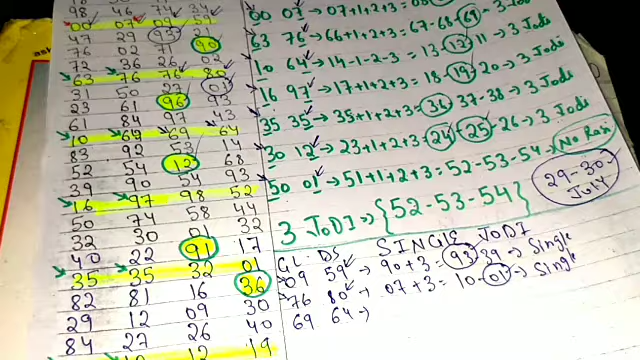 98 46 74 34
00 07 04
47 29 93 2
76 02 71 90
72 36 26 02
63 76 76 80
31 50 27 01
23 61 96 93
61 84 97 43
10 64 69 64
83 92 53 14
52 54 12 68
39 90 54 93
16 97 98 52
50 74 58 44
32 30 01 32
40 22 91 17
35 35 32 01
82 81 16 36
29 12 09 30
84 27 26 40
12 19
00 01 → 07+1+2+3=
63 76 → 66+1+2+3= 67-68-69 → 3 Jodi
10 64 → 14-1-2-3 = 13-12-11 → 3 Jodi
16 97 → 17+1+2+3= 18-19-20 → 3 Jodi
35 35 → 35+1+2+3= 36-37-38 → 3 Jodi
30 12 → 23+1+2+3= 24-25-26 → 3 Jodi
50 01 → 51+1+2+3= 52-53-54 → No Rasi
29-30-July
3 JODI ⇒ {52-53-54}
GL. DS SINGLE JODI
09 59 → 90+3=93 39 → Single
76 80 → 07+3=10-01 → Single
69 64 →